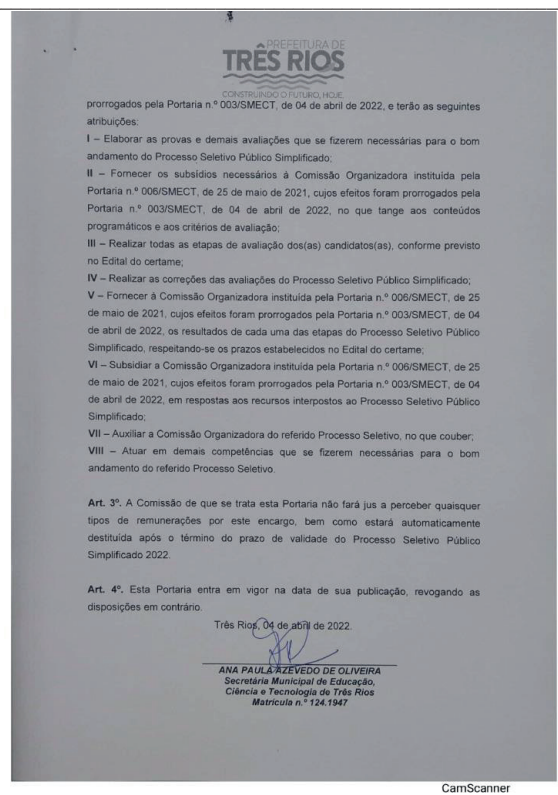 PREFEITURA DE
TRÊS RIOS
CONSTRUINDO O FUTURO, HOJE.
prorrogados pela Portaria n.º 003/SMECT, de 04 de abril de 2022, e terão as seguintes
atribuições:
I – Elaborar as provas e demais avaliações que se fizerem necessárias para o bom
andamento do Processo Seletivo Público Simplificado;
II – Fornecer os subsídios necessários à Comissão Organizadora instituída pela
Portaria n.º 006/SMECT, de 25 de maio de 2021, cujos efeitos foram prorrogados pela
Portaria n.º 003/SMECT, de 04 de abril de 2022, no que tange aos conteúdos
programáticos e aos critérios de avaliação;
III – Realizar todas as etapas de avaliação dos(as) candidatos(as), conforme previsto
no Edital do certame;
IV – Realizar as correções das avaliações do Processo Seletivo Público Simplificado;
V – Fornecer à Comissão Organizadora instituída pela Portaria n.º 006/SMECT, de 25
de maio de 2021, cujos efeitos foram prorrogados pela Portaria n.º 003/SMECT, de 04
de abril de 2022, os resultados de cada uma das etapas do Processo Seletivo Público
Simplificado, respeitando-se os prazos estabelecidos no Edital do certame;
VI – Subsidiar a Comissão Organizadora instituída pela Portaria n.º 006/SMECT, de 25
de maio de 2021, cujos efeitos foram prorrogados pela Portaria n.º 003/SMECT, de 04
de abril de 2022, em respostas aos recursos interpostos ao Processo Seletivo Público
Simplificado;
VII – Auxiliar a Comissão Organizadora do referido Processo Seletivo, no que couber;
VIII – Atuar em demais competências que se fizerem necessárias para o bom
andamento do referido Processo Seletivo.
Art. 3º. A Comissão de que se trata esta Portaria não fará jus a perceber quaisquer
tipos de remunerações por este encargo, bem como estará automaticamente
destituída após o término do prazo de validade do Processo Seletivo Público
Simplificado 2022.
Art. 4º. Esta Portaria entra em vigor na data de sua publicação, revogando as
disposições em contrário.
Três Rios, 04 de abril de 2022.
ANA PAULA AZEVEDO DE OLIVEIRA
Secretária Municipal de Educação,
Ciência e Tecnologia de Três Rios
Matrícula n.º 124.1947
CamScanner